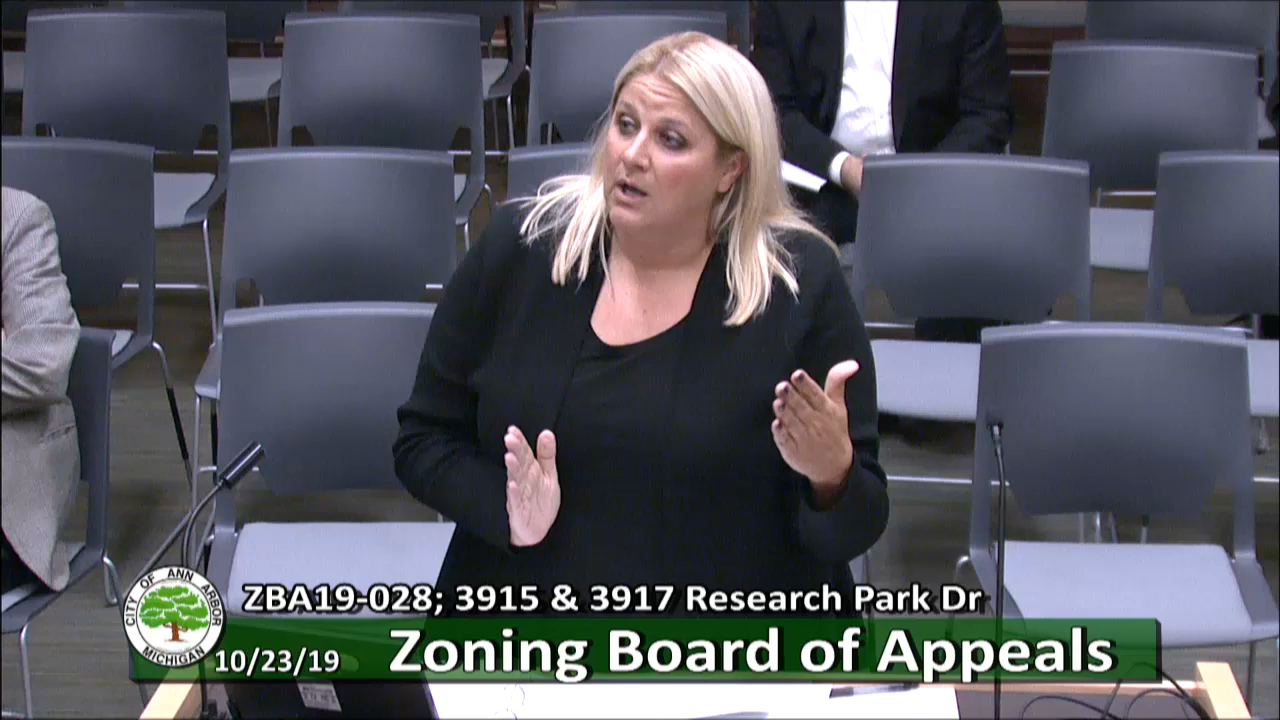 ZBA19-028; 3915 & 3917 Research Park Dr
CITY OF ANN ARBOR
MICHIGAN
10/23/19 Zoning Board of Appeals